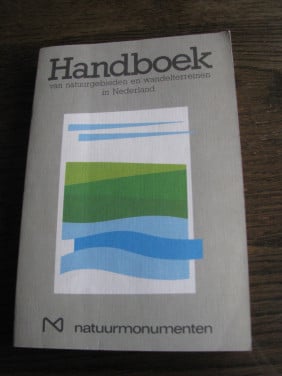 Handboek
van natuurgebieden en wandelterreinen
in Nederland
natuurmonumenten